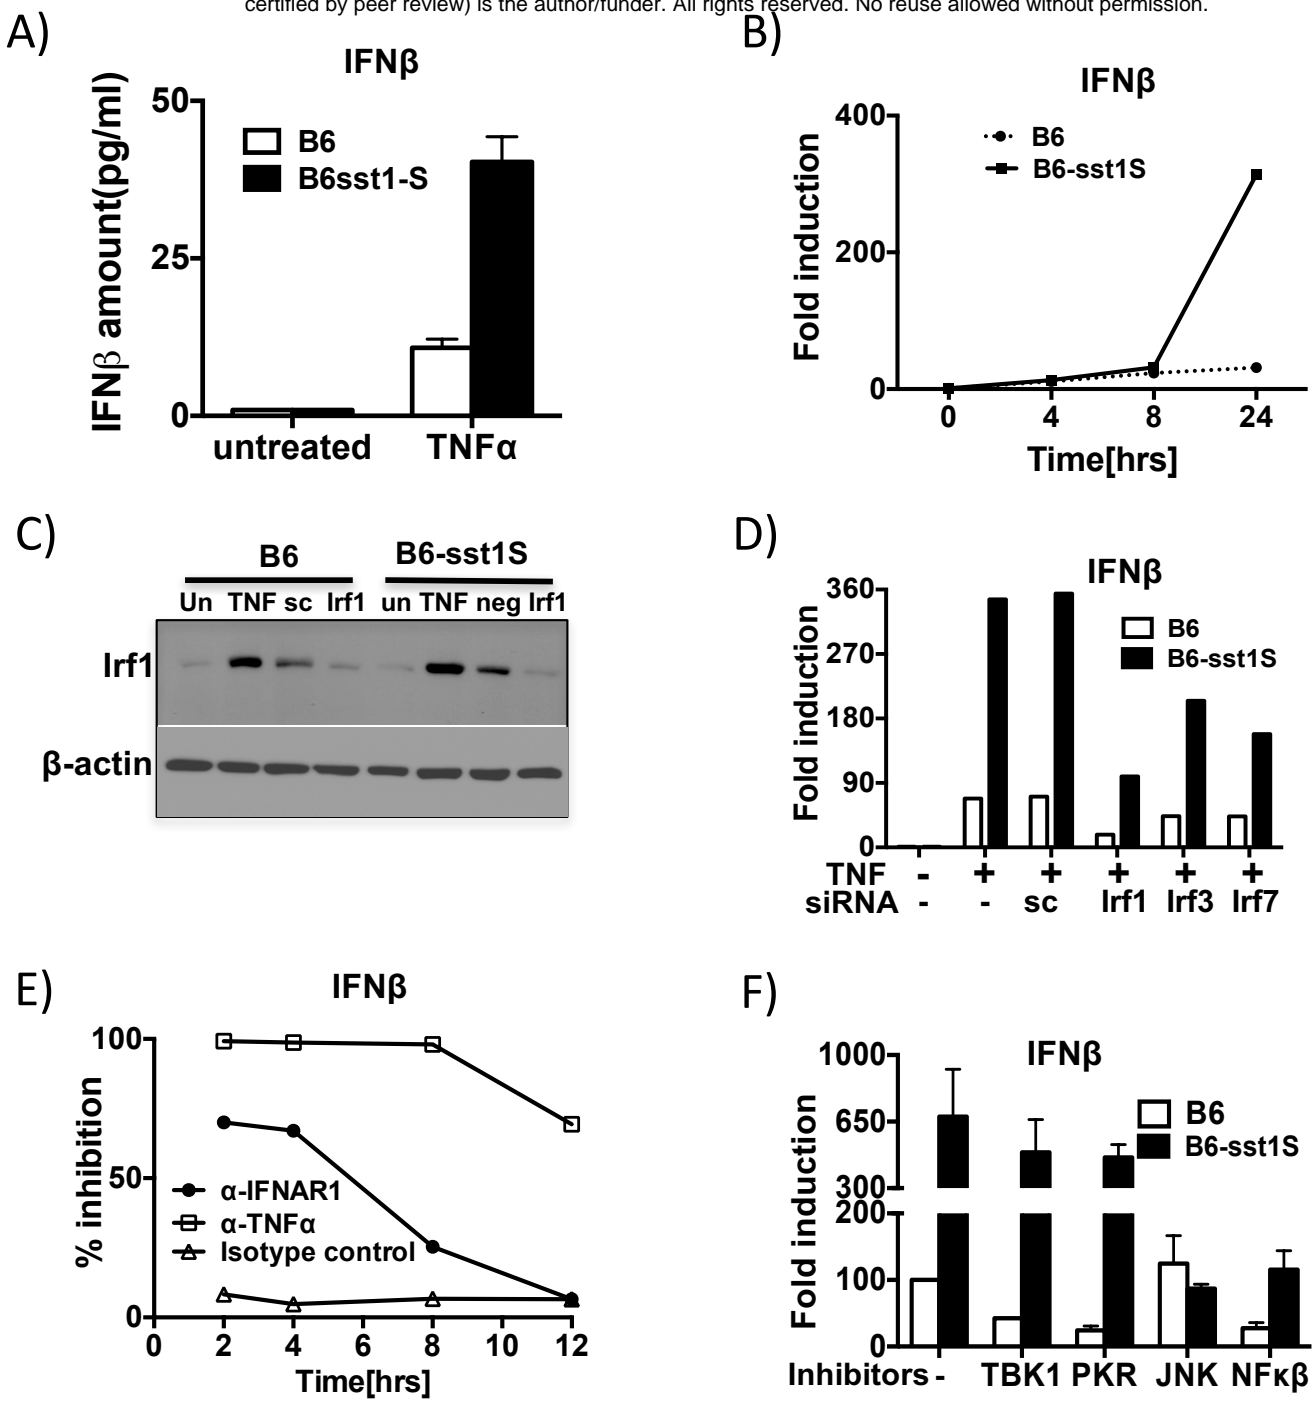 certified by peer review) is the author/funder. All rights reserved. No reuse allowed without permission.
A)
IFNβ
IFNβ amount(pg/ml)
50
25
0
B6
B6sst1-S
untreated
TNFα
B)
IFNβ
Fold induction
400
200
0
B6
B6-sst1S
0 4 8 24
Time[hrs]
C)
B6
B6-sst1S
Un TNF sc Irf1 un TNF neg Irf1
Irf1
β-actin
D)
IFNβ
Fold induction
360
270
180
90
0
B6
B6-sst1S
TNF - + + + + +
siRNA - - sc Irf1 Irf3 Irf7
E)
IFNβ
% inhibition
100
50
0
α-IFNAR1
α-TNFα
Isotype control
0 2 4 6 8 10 12
Time[hrs]
F)
IFNβ
Fold induction
1000
650
300
200
100
0
B6
B6-sst1S
Inhibitors - TBK1 PKR JNK NFκβ